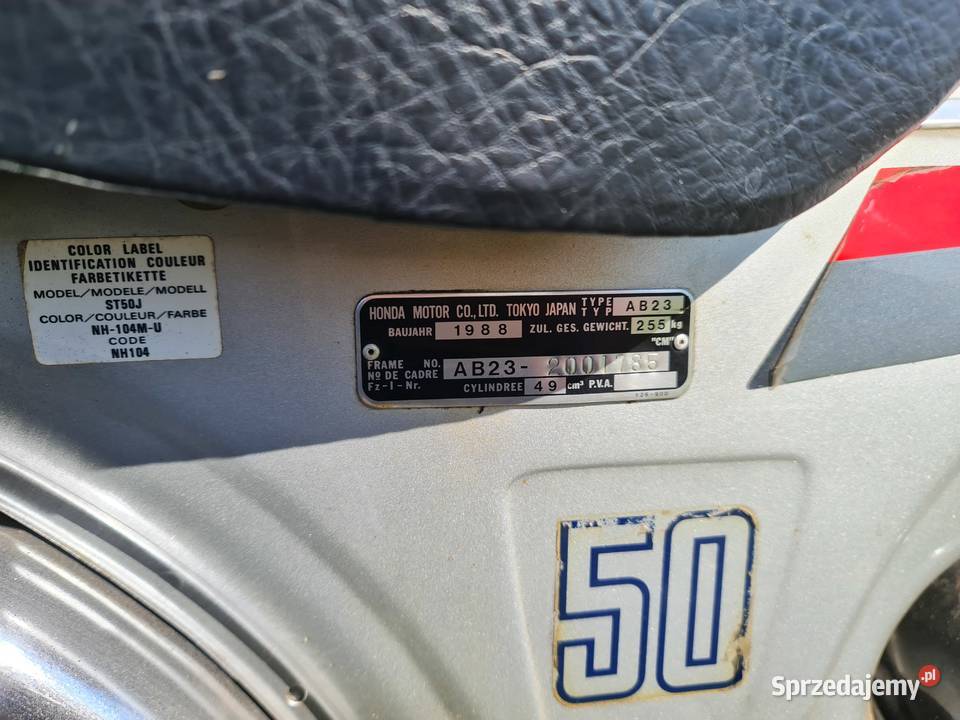 COLOR LABEL
IDENTIFICATION COULEUR
FARBETIKETTE
MODEL/MODELE/MODELL
ST50J
COLOR/COULEUR/FARBE
NH-104M-U
CODE
NH104
HONDA MOTOR CO.,LTD. TOKYO JAPAN TYPE TYP AB23
BAUJAHR 1988 ZUL. GES. GEWICHT. 255 kg
"CM"
FRAME NO.
Nº DE CADRE AB23-
Fz-I-Nr. CYLINDREE 49 cm³ P.V.A.
50
Sprzedajemy.pl